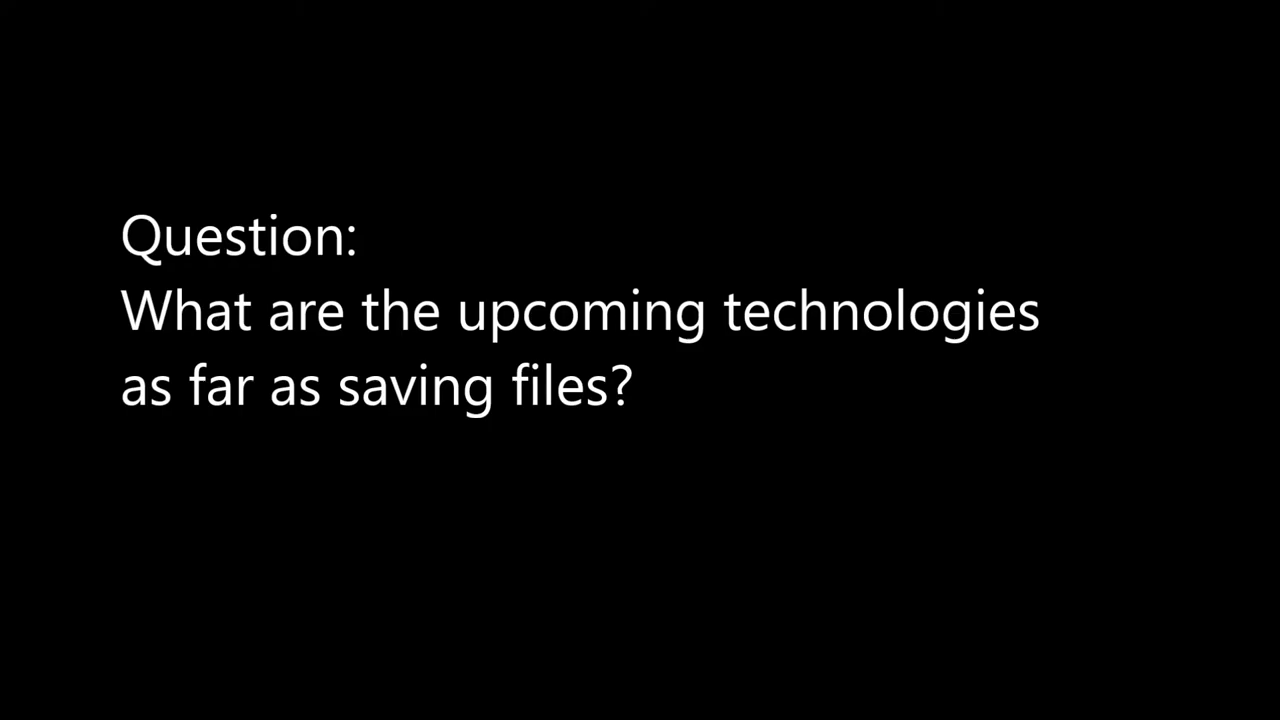 Question:
What are the upcoming technologies
as far as saving files?